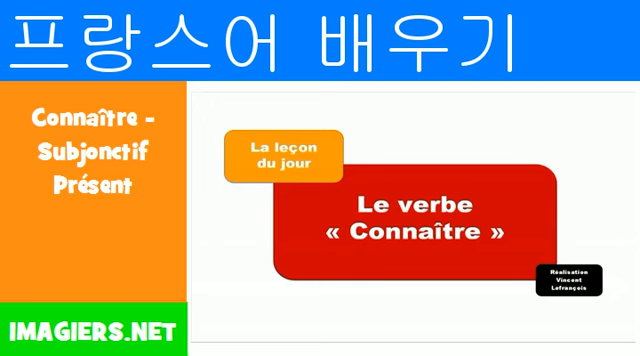 프랑스어 배우기
Connaître -
Subjonctif
Présent
La leçon
du jour
Le verbe
« Connaître »
Réalisation
Vincent
Lefrançois
IMAGIERS.NET